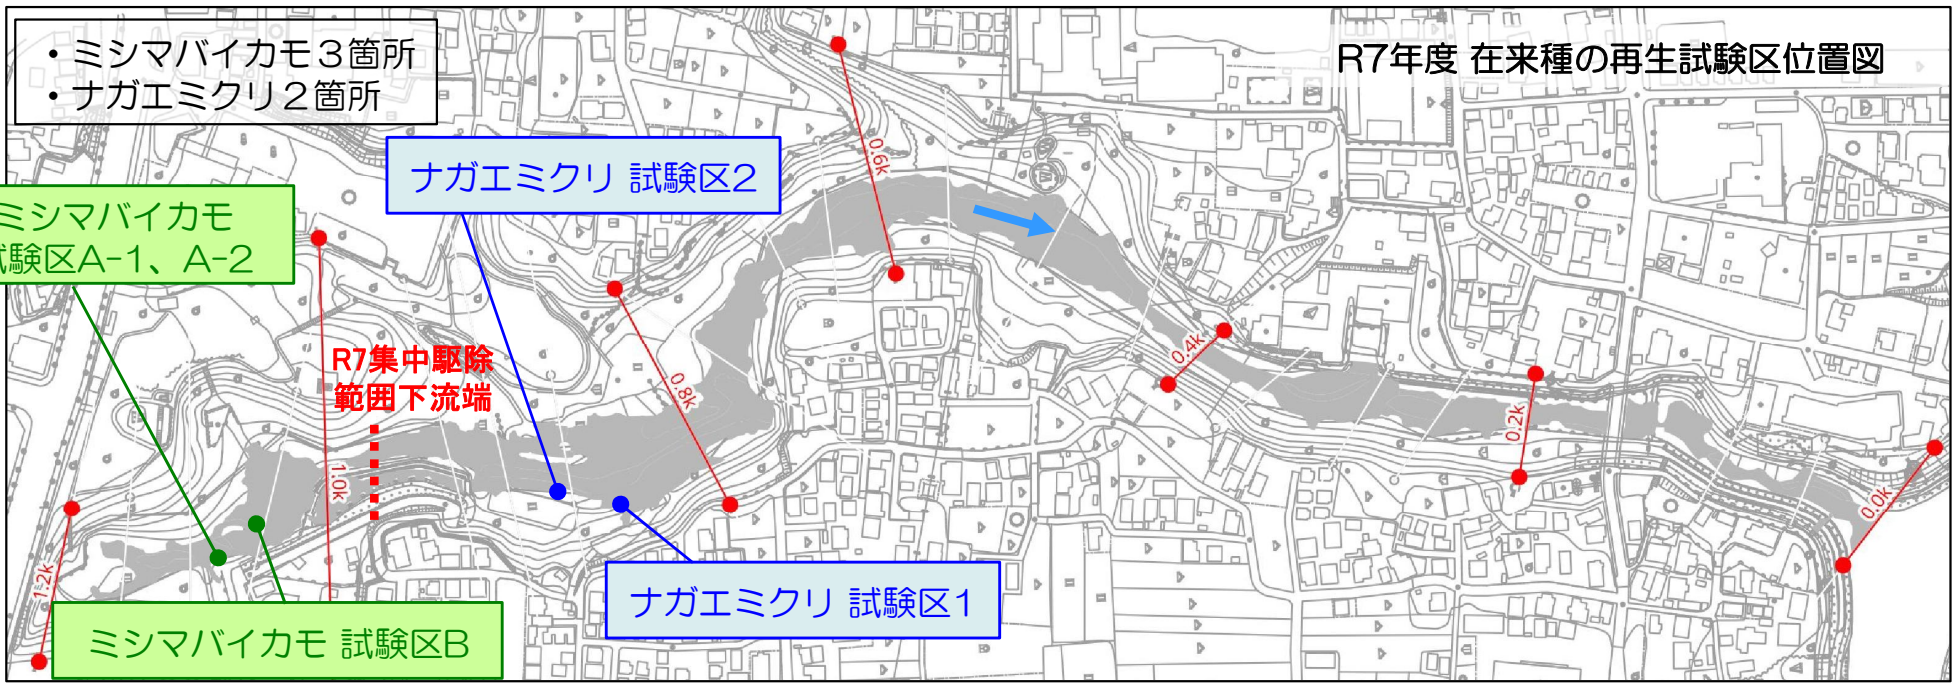 ・ミシマバイカモ3箇所
・ナガエミクリ2箇所
R7年度 在来種の再生試験区位置図
ナガエミクリ 試験区2
ミシマバイカモ
試験区A-1、A-2
R7集中駆除
範囲下流端
0.6k
0.8k
1.0k
0.4k
0.2k
0.0k
1.2k
ナガエミクリ 試験区1
ミシマバイカモ 試験区B